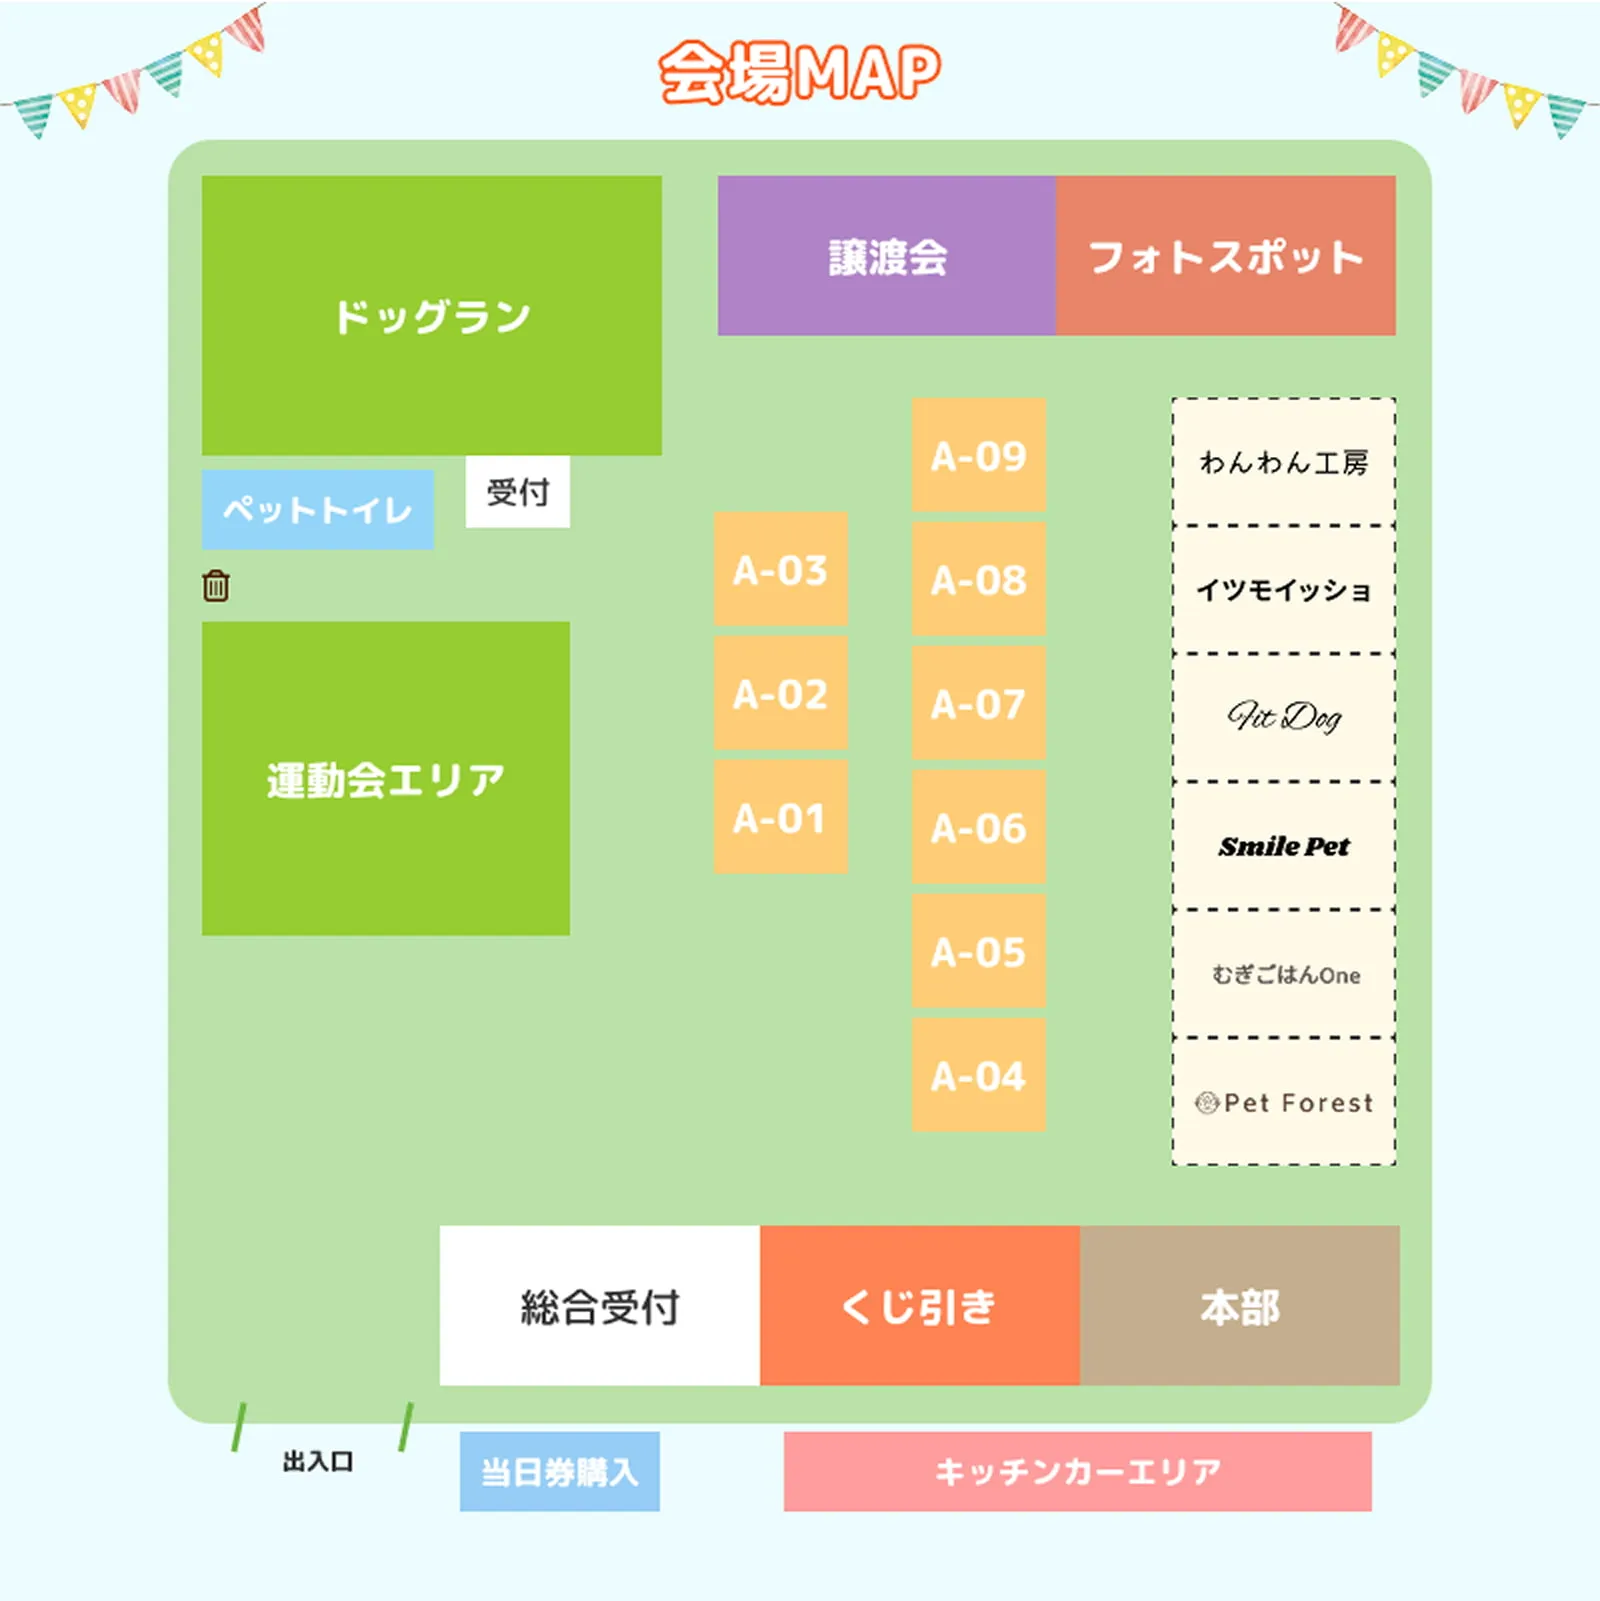 会場MAP
ドッグラン
譲渡会
フォトスポット
ペットトイレ
受付
運動会エリア
A-03
A-02
A-01
A-09
A-08
A-07
A-06
A-05
A-04
わんわん工房
イツモイッショ
Fit Dog
Smile Pet
むぎごはんOne
Pet Forest
総合受付
くじ引き
本部
出入口
当日券購入
キッチンカーエリア